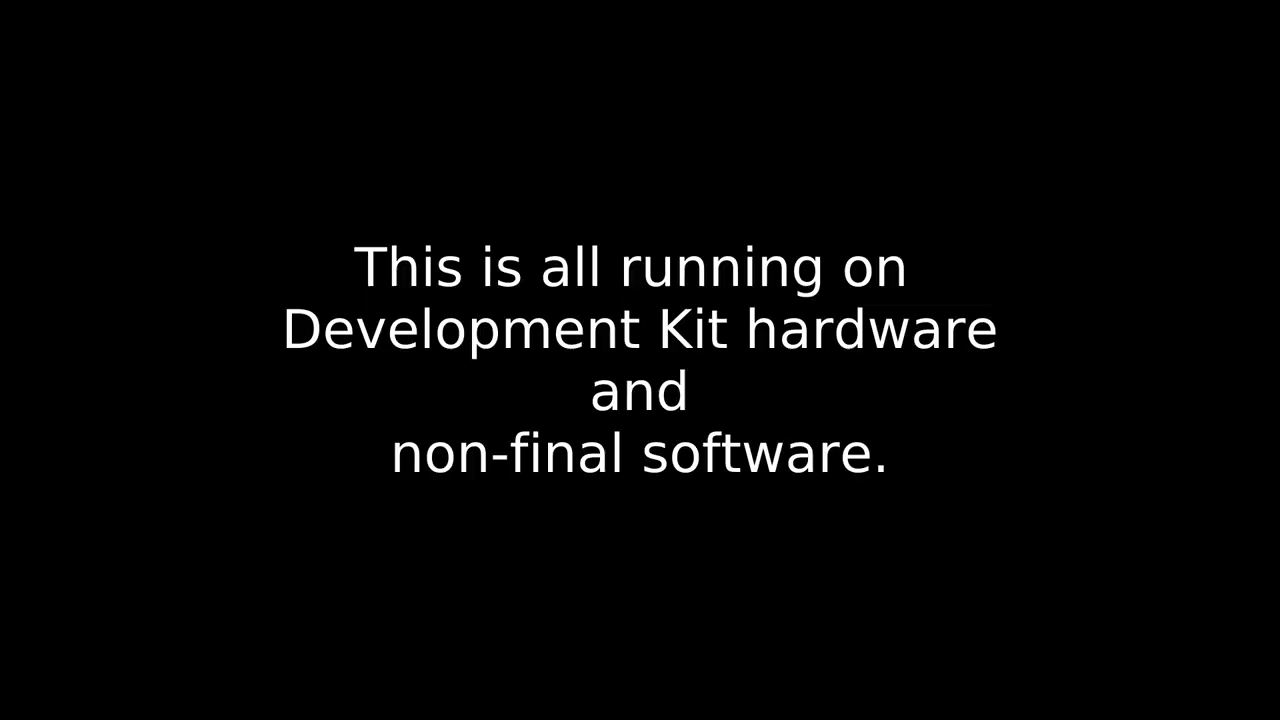 This is all running on
Development Kit hardware
and
non-final software.